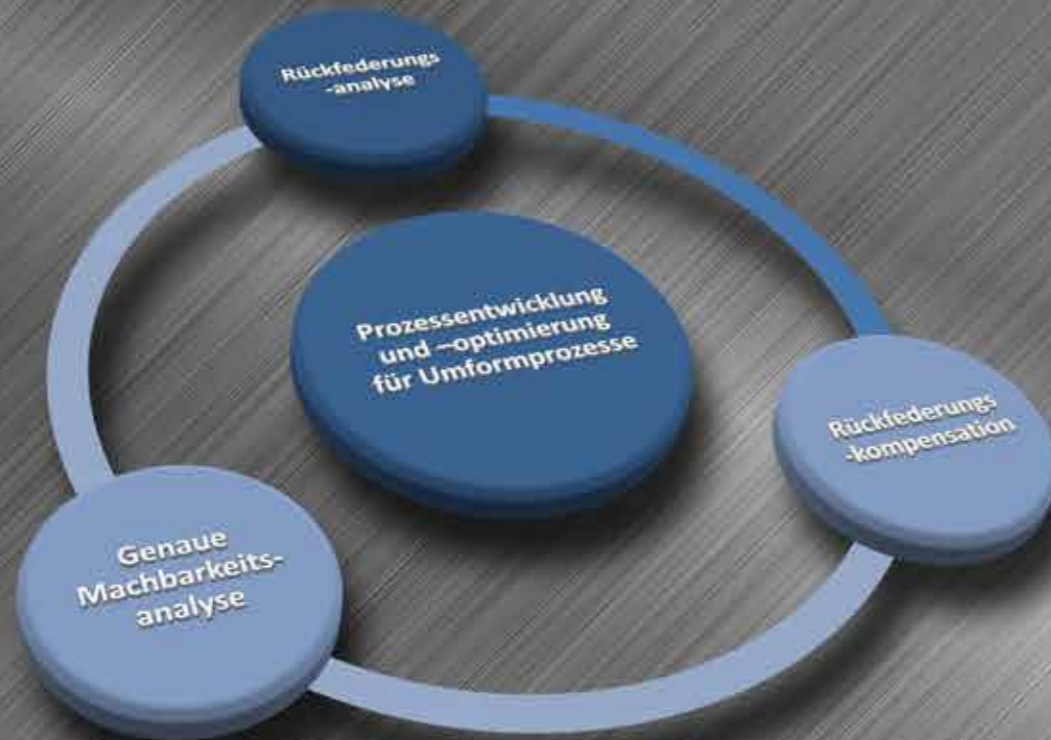 Rückfederungs
-analyse
Prozessentwicklung
und –optimierung
für Umformprozesse
Rückfederungs
-kompensation
Genaue
Machbarkeits-
analyse